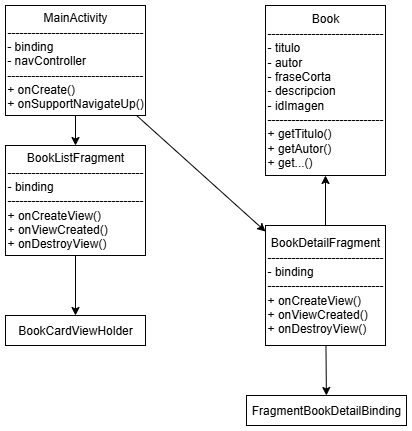 MainActivity
- binding
- navController
+ onCreate()
+ onSupportNavigateUp()
BookListFragment
- binding
+ onCreateView()
+ onViewCreated()
+ onDestroyView()
BookCardViewHolder
Book
- titulo
- autor
- fraseCorta
- descripcion
- idImagen
+ getTitulo()
+ getAutor()
+ get...()
BookDetailFragment
- binding
+ onCreateView()
+ onViewCreated()
+ onDestroyView()
FragmentBookDetailBinding